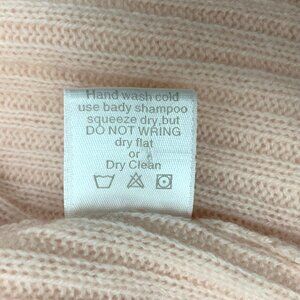 Hand wash cold
use bady shampoo
squeeze dry,but
DO NOT WRING
dry flat
or
Dry Clean